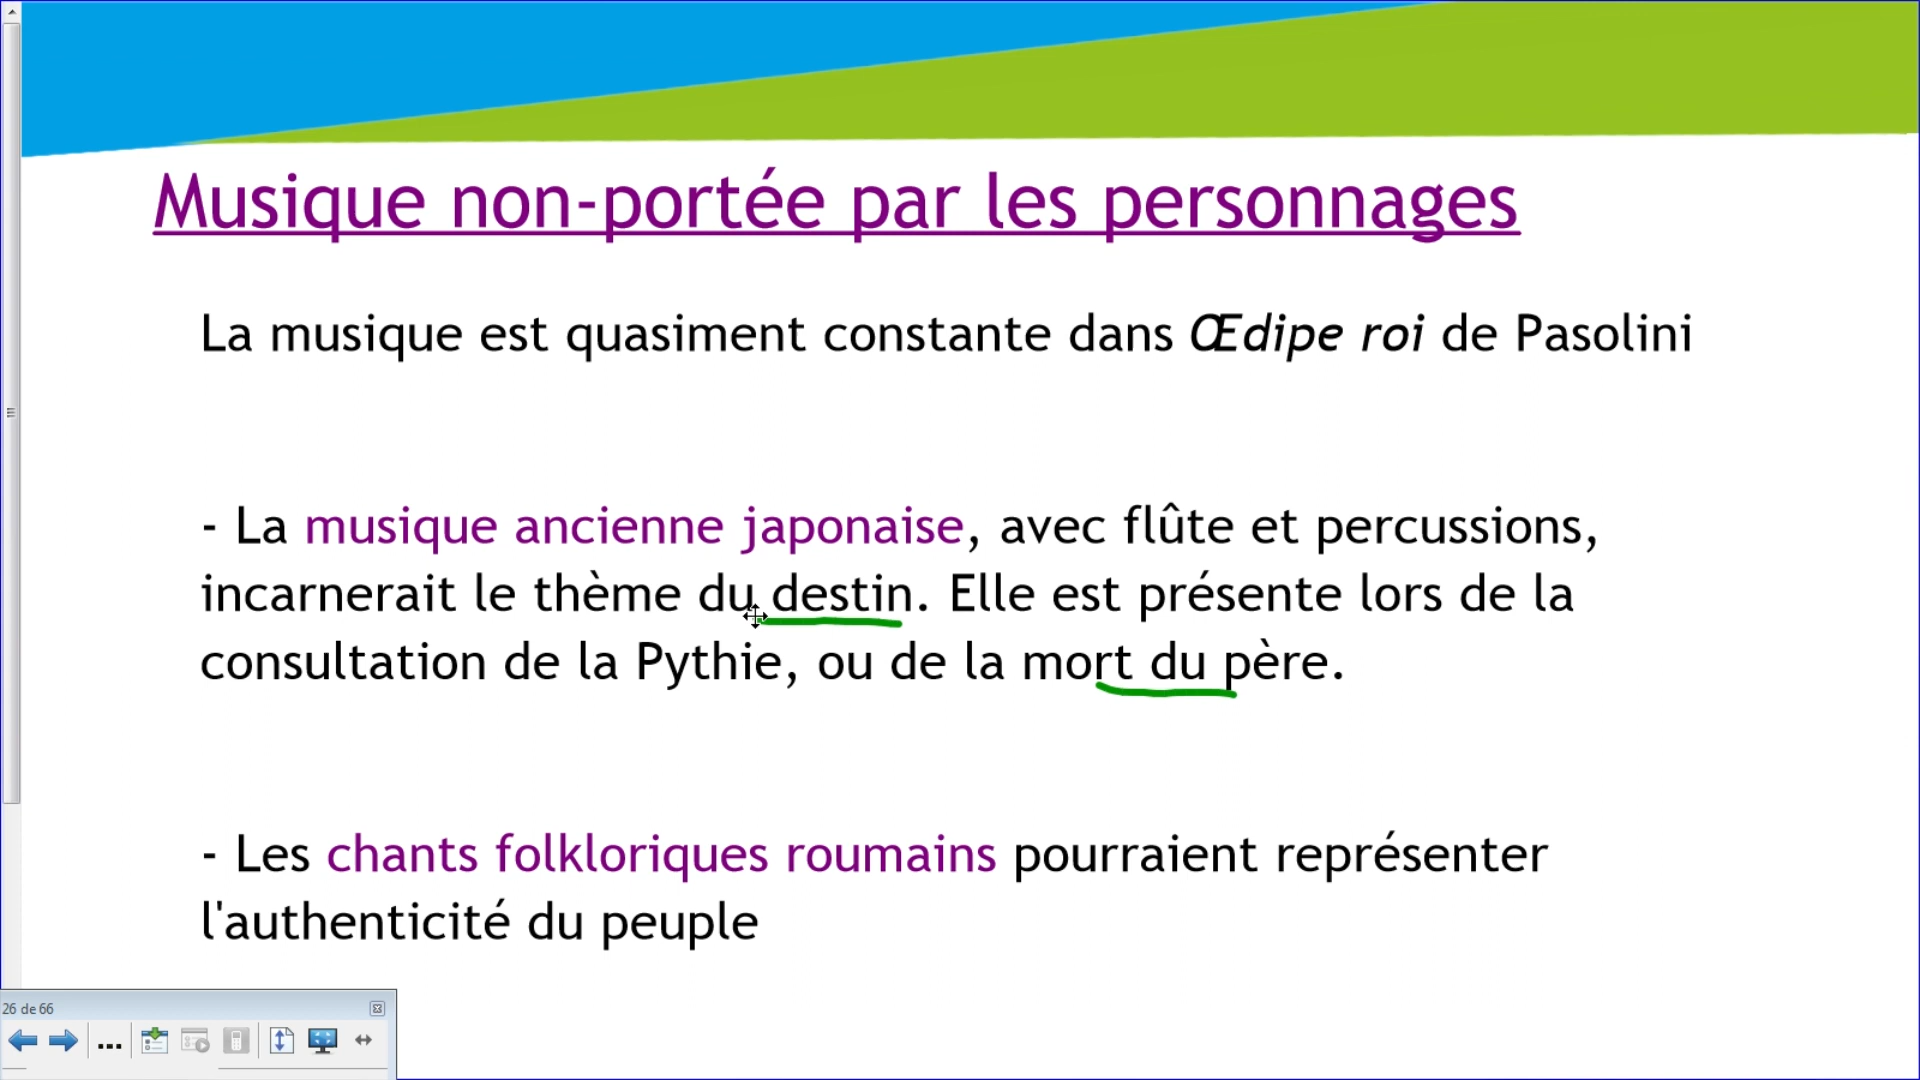 Musique non-portée par les personnages
La musique est quasiment constante dans Œdipe roi de Pasolini
- La musique ancienne japonaise, avec flûte et percussions,
incarnerait le thème du destin. Elle est présente lors de la
consultation de la Pythie, ou de la mort du père.
- Les chants folkloriques roumains pourraient représenter
l'authenticité du peuple
26 de 66